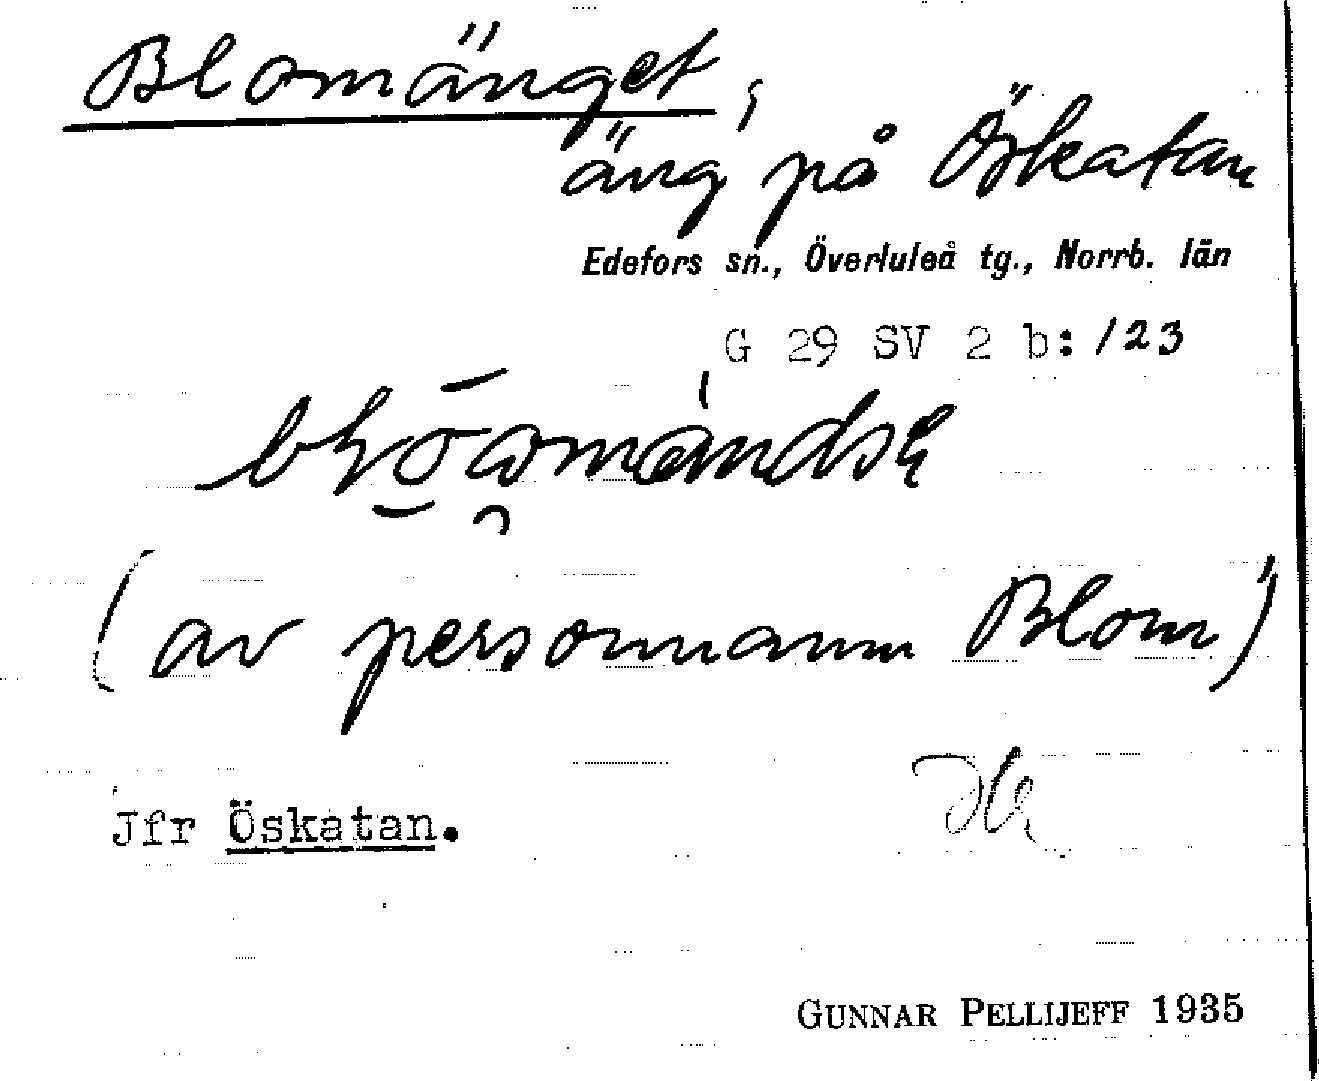 Blomänget,
äng på Öskatan
Edefors sn., Överluleå tg., Norrb. län
G 29 SV 2 b:123
(av personnamn Blom)
Jfr Öskatan.
GUNNAR PELLIJEFF 1935